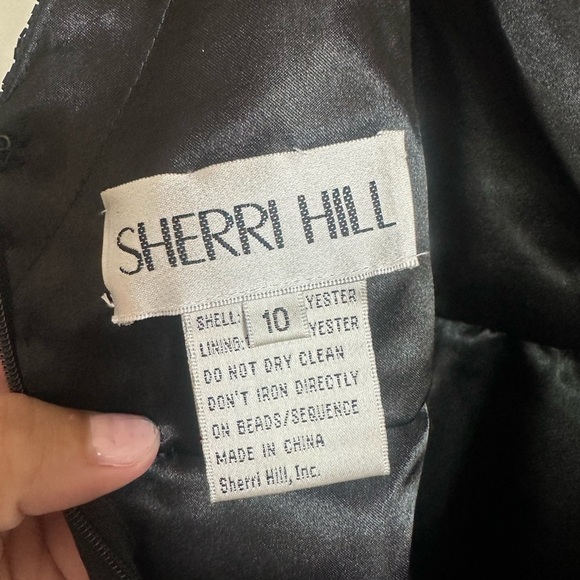 SHERRI HILL
SHELL: 10 YESTER
LINING: YESTER
DO NOT DRY CLEAN
DON'T IRON DIRECTLY
ON BEADS/SEQUENCE
MADE IN CHINA
Sherri Hill, Inc.